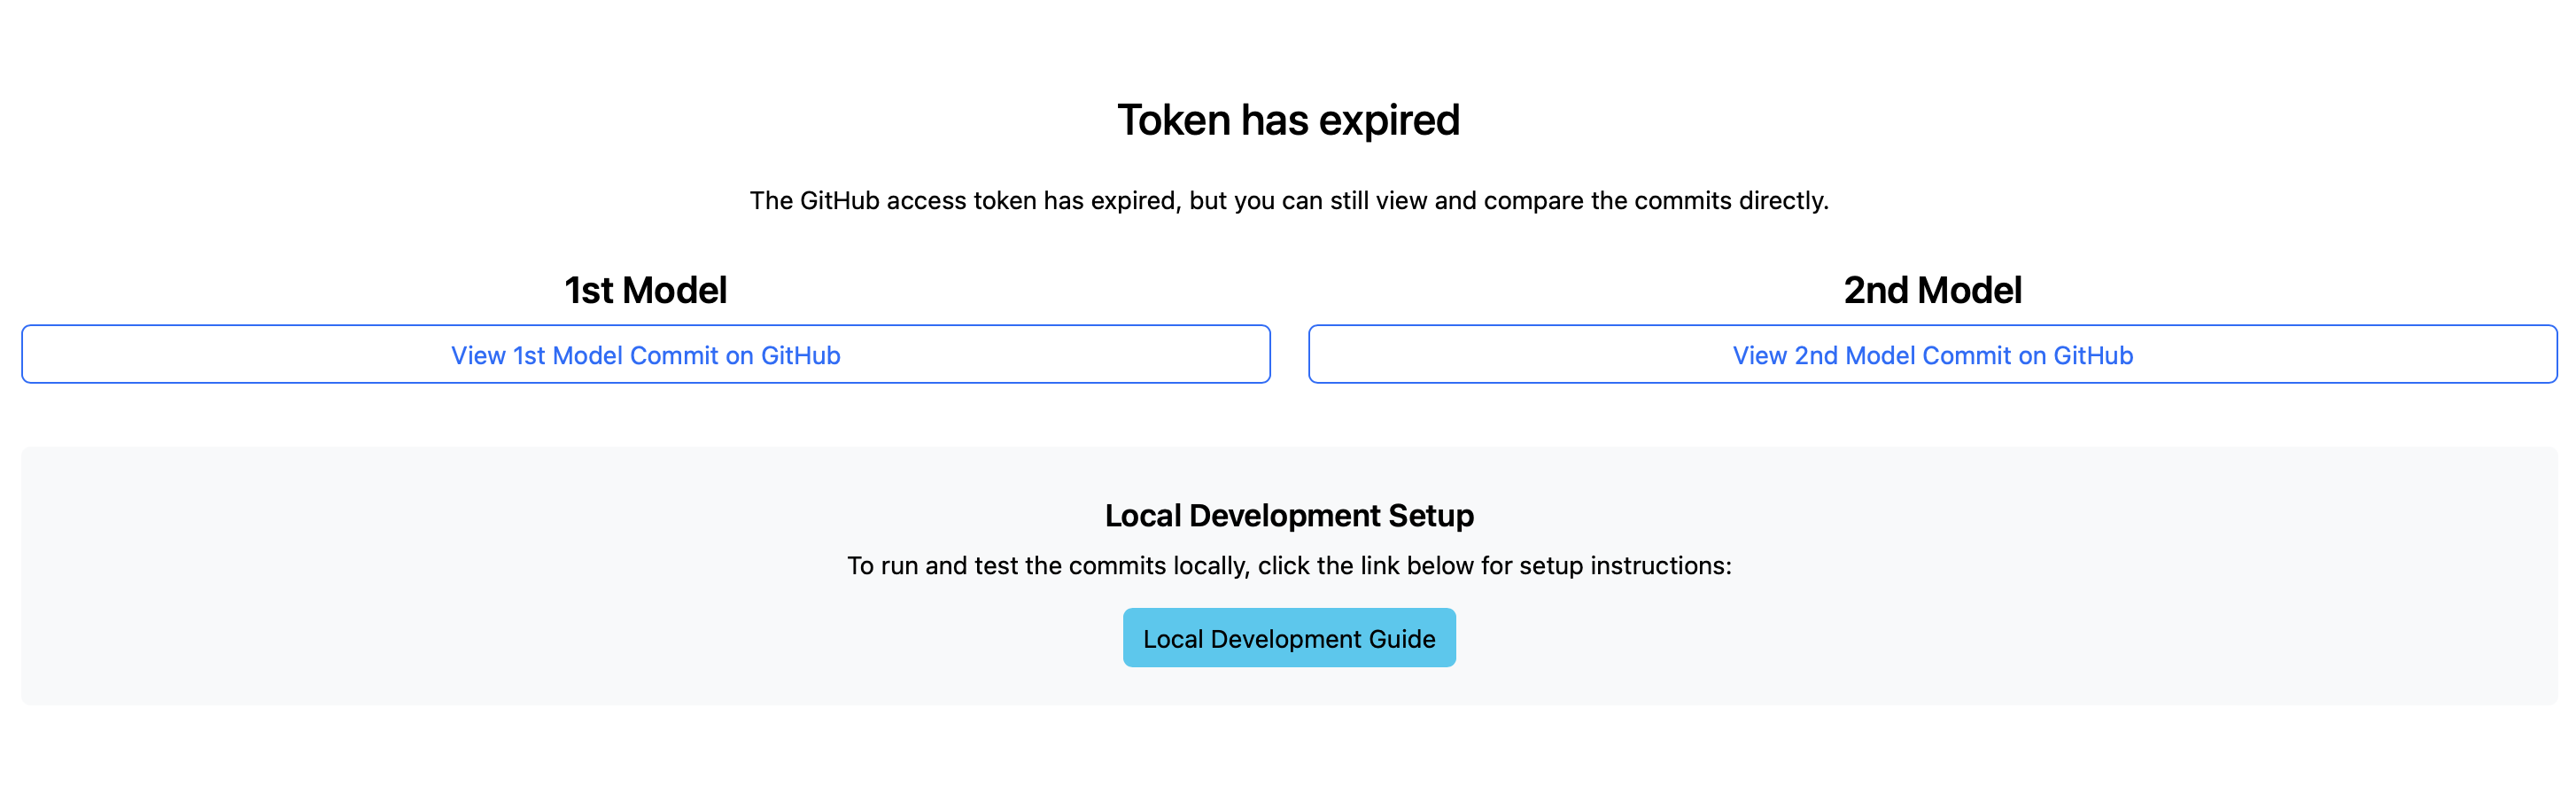 Token has expired
The GitHub access token has expired, but you can still view and compare the commits directly.
1st Model
View 1st Model Commit on GitHub
2nd Model
View 2nd Model Commit on GitHub
Local Development Setup
To run and test the commits locally, click the link below for setup instructions:
Local Development Guide